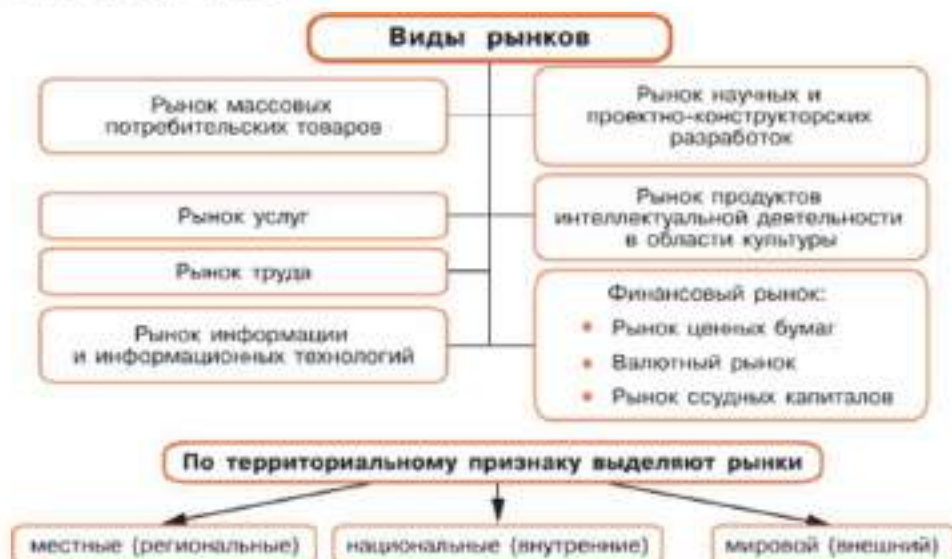 Виды рынков
Рынок массовых
потребительских товаров
Рынок научных и
проектно-конструкторских
разработок
Рынок услуг
Рынок продуктов
интеллектуальной деятельности
в области культуры
Рынок труда
Рынок информации
и информационных технологий
Финансовый рынок:
• Рынок ценных бумаг
• Валютный рынок
• Рынок ссудных капиталов
По территориальному признаку выделяют рынки
местные (региональные)
национальные (внутренние)
мировой (внешний)